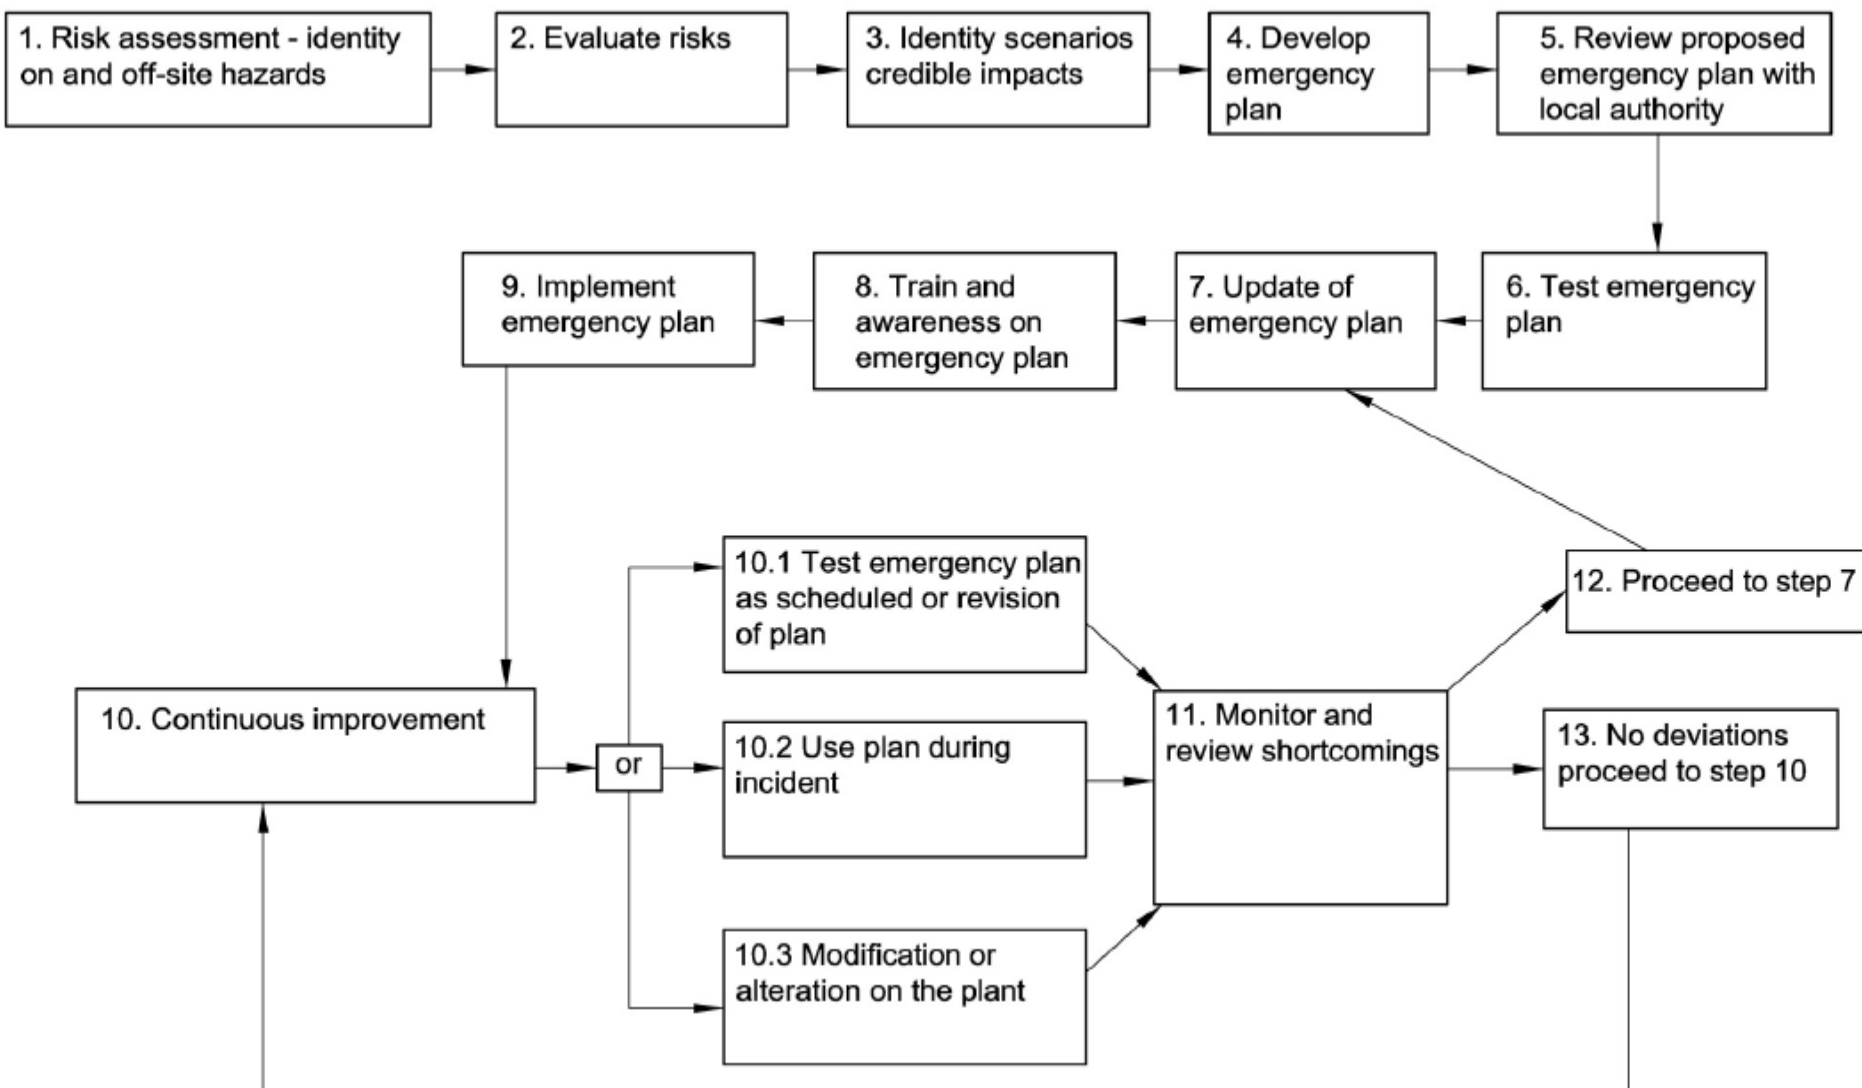 1. Risk assessment - identity
on and off-site hazards
2. Evaluate risks
3. Identity scenarios
credible impacts
4. Develop
emergency
plan
5. Review proposed
emergency plan with
local authority
6. Test emergency
plan
7. Update of
emergency plan
8. Train and
awareness on
emergency plan
9. Implement
emergency plan
10. Continuous improvement
or
10.1 Test emergency plan
as scheduled or revision
of plan
10.2 Use plan during
incident
10.3 Modification or
alteration on the plant
11. Monitor and
review shortcomings
12. Proceed to step 7
13. No deviations
proceed to step 10